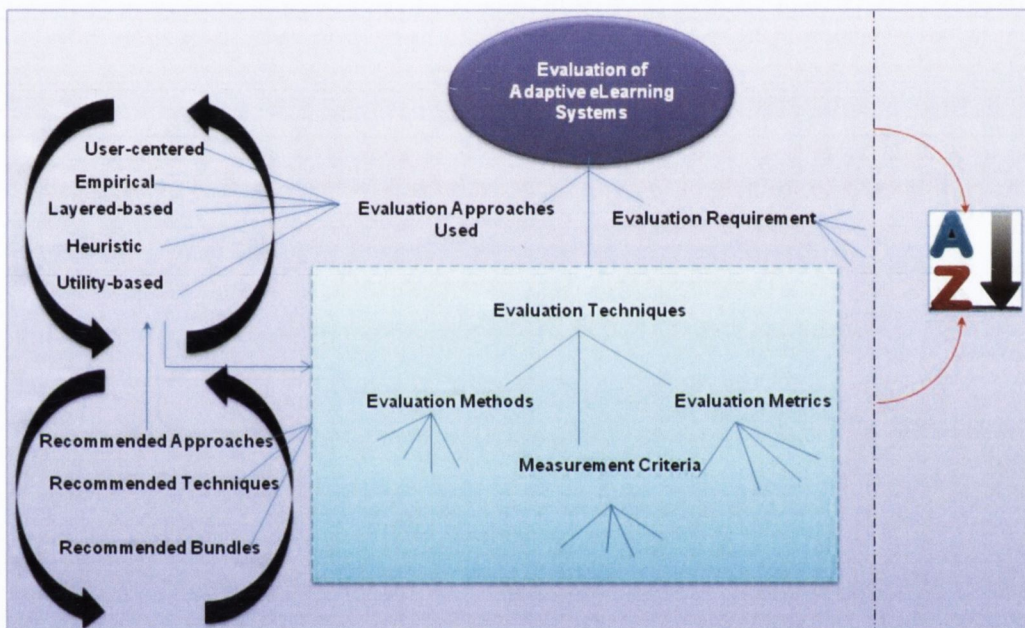 Evaluation of
Adaptive eLearning
Systems
User-centered
Empirical
Layered-based
Heuristic
Utility-based
Evaluation Approaches
Used
Evaluation Requirement
A
Z
Evaluation Techniques
Evaluation Methods
Evaluation Metrics
Measurement Criteria
Recommended Approaches
Recommended Techniques
Recommended Bundles